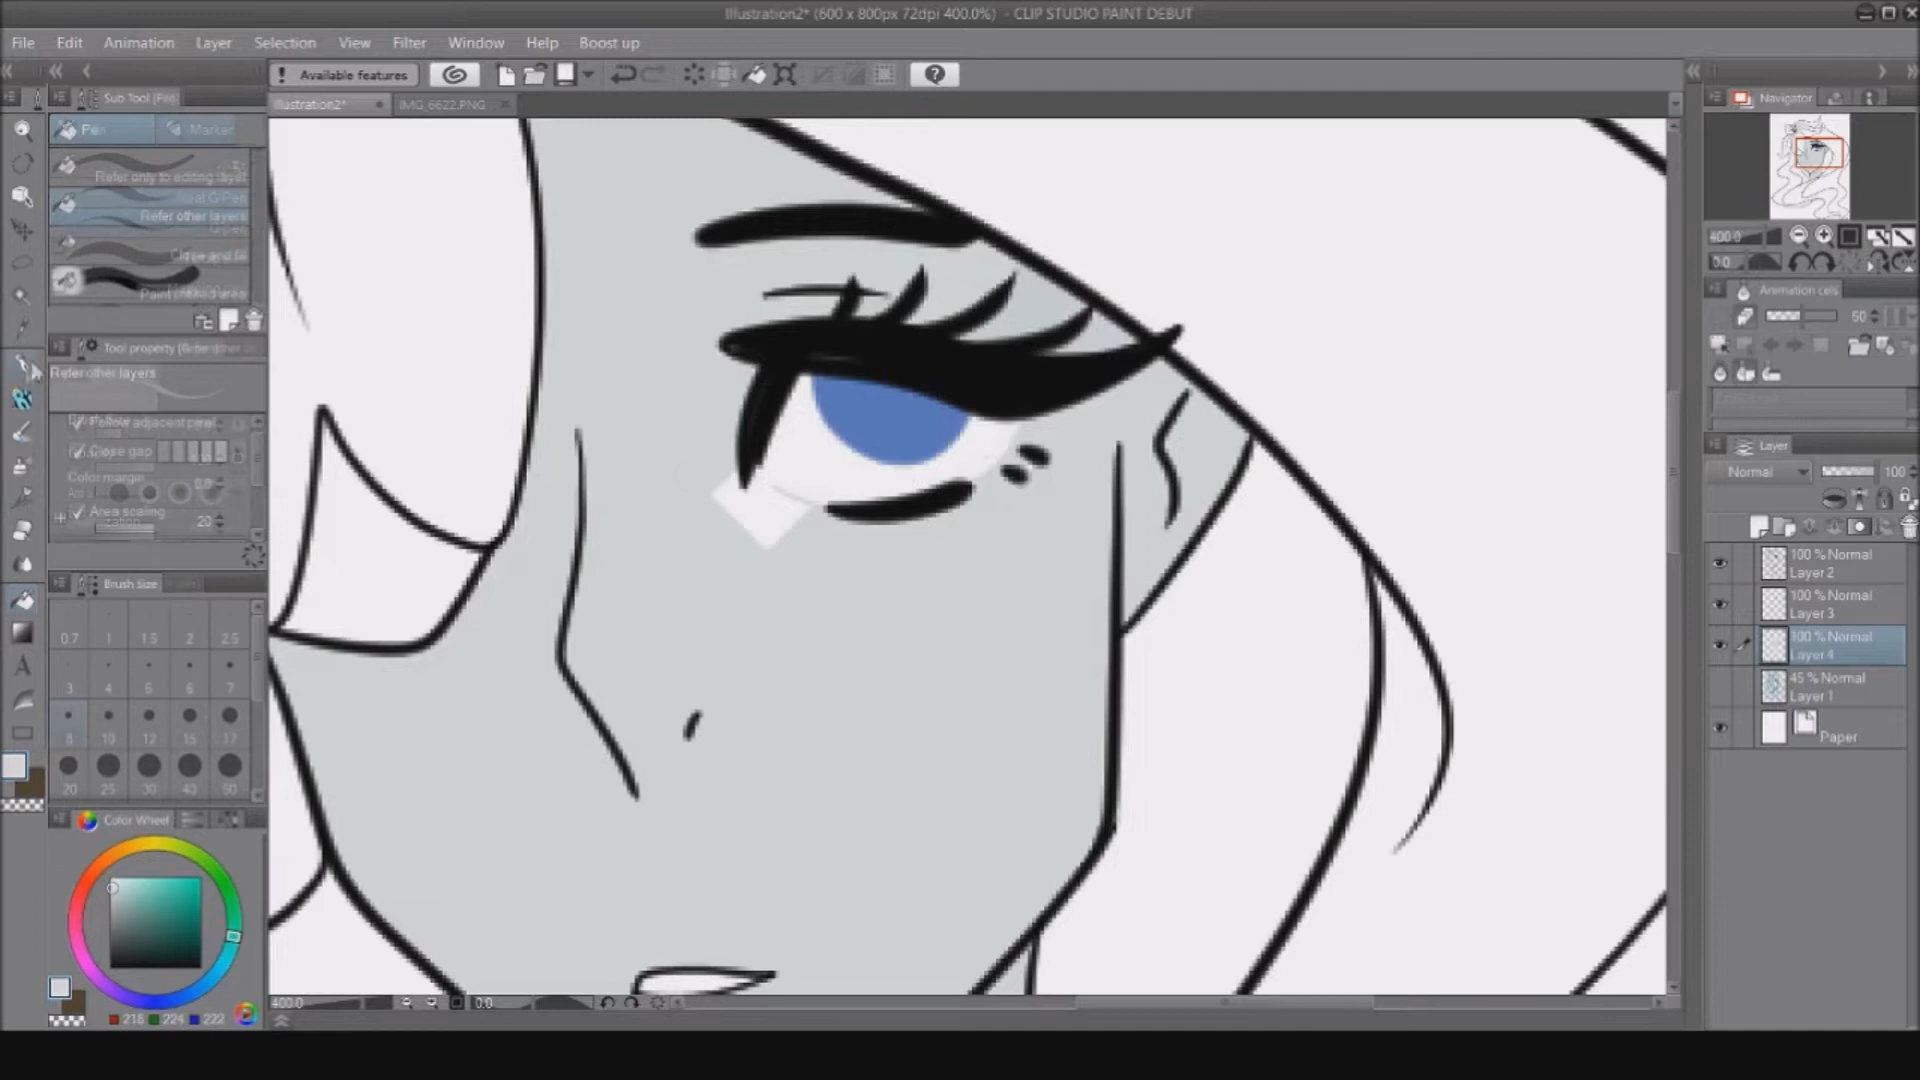 Illustration2* (600 x 800px 72dpi 400.0%) - CLIP STUDIO PAINT DEBUT
File Edit Animation Layer Selection View Filter Window Help Boost up
! Available features
Sub Tool
Illustration2* IMG_6622.PNG
Navigator
Pen Marker
Refer only to editing layer
Refer other layers
Close and fill
Paint unfilled area
400.0
0.0
Animation cels
50
Tool property
Refer other layers
Follow adjacent pixel
Close gap
Color margin 0.0
Area scaling
20
Brush Size
0.7 1 1.5 2 2.5
3 4 5 6 7
8 10 12 15 17
20 25 30 40 50
Color Wheel
218 224 222
Layer
Normal 100
100 % Normal
Layer 2
100 % Normal
Layer 3
100 % Normal
Layer 4
45 % Normal
Layer 1
Paper
400.0 0.0